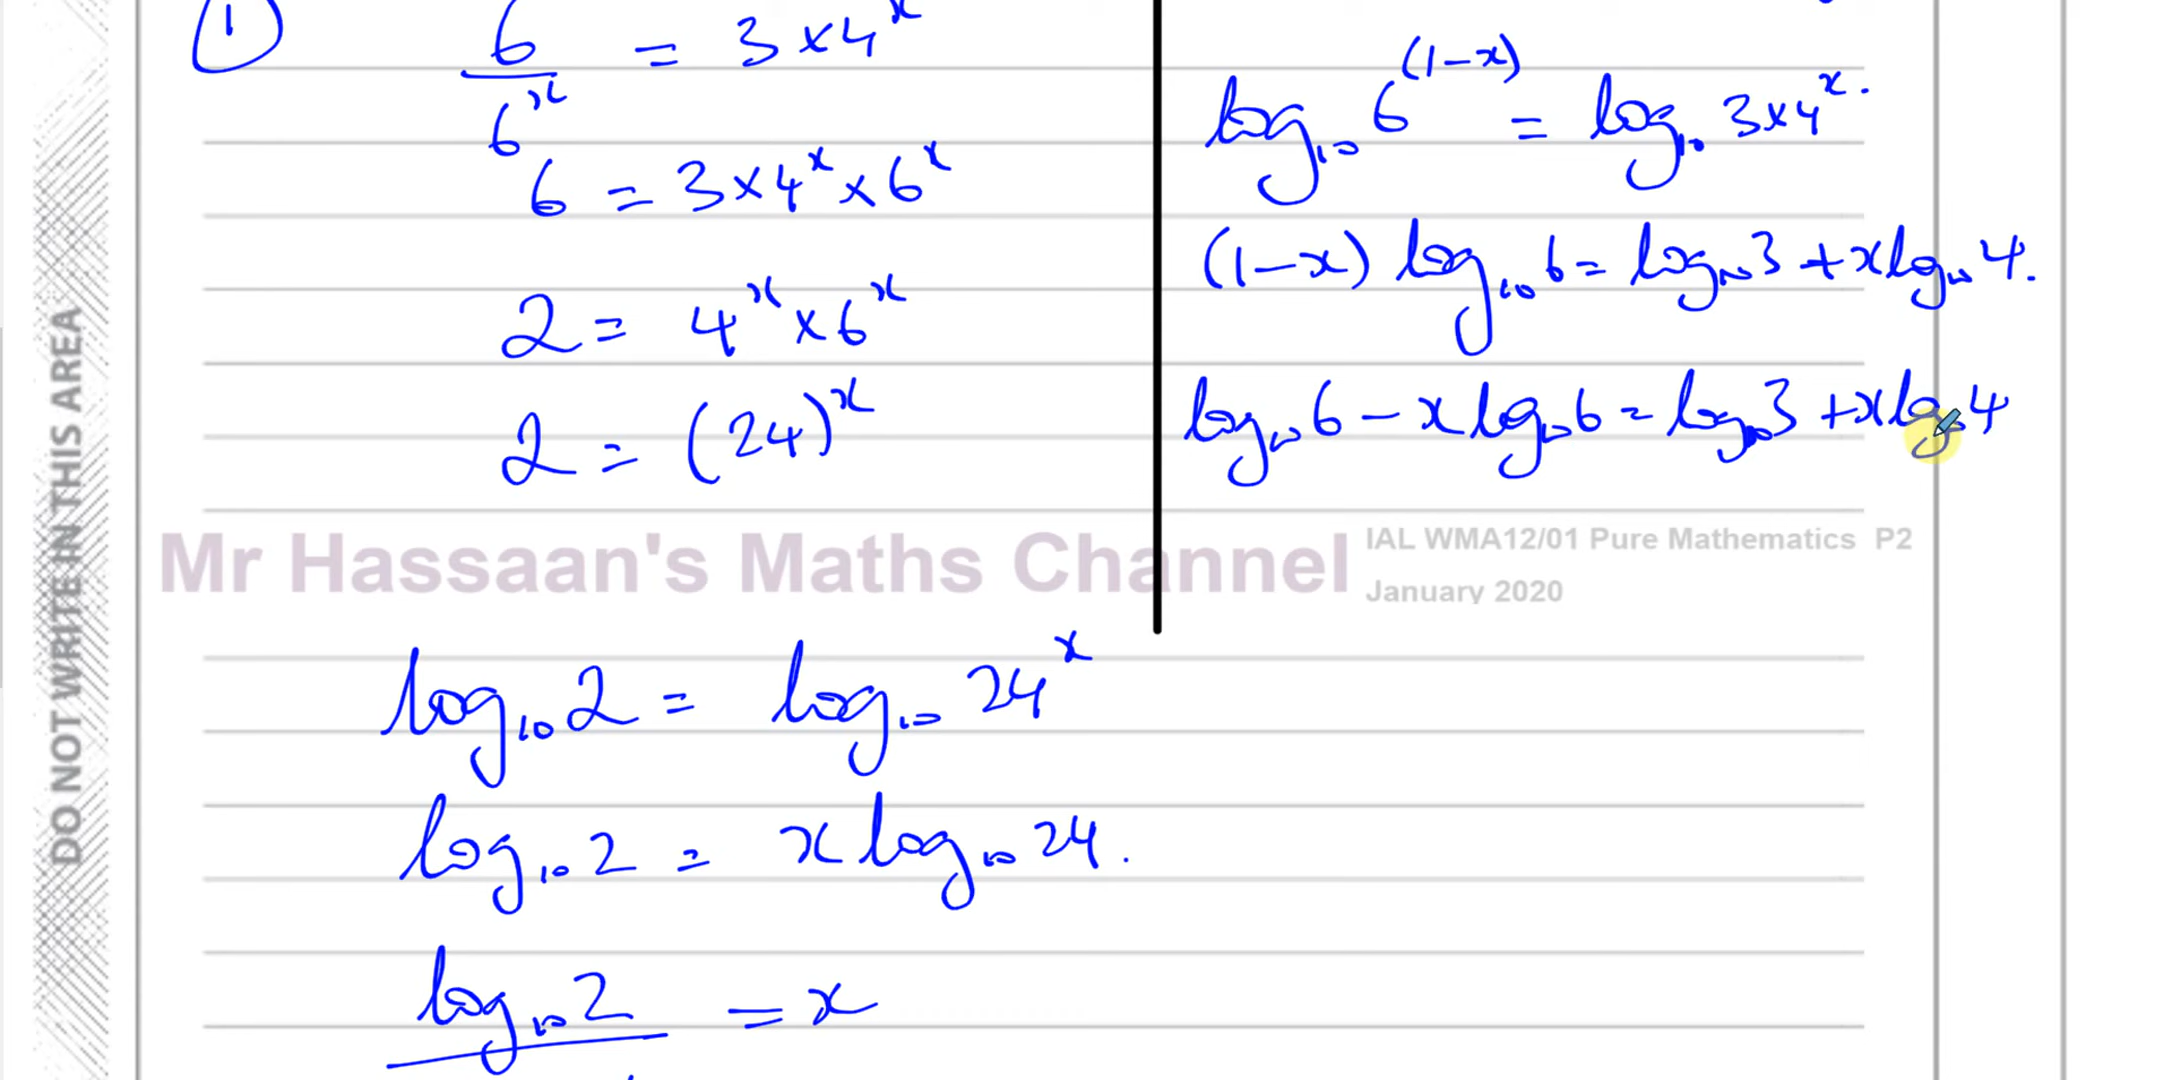 ①
6/6^x = 3×4^x
6 = 3×4^x×6^x
2 = 4^x×6^x
2 = (24)^x
log₁₀ 6^(1-x) = log₁₀ 3×4^x.
(1-x) log₁₀ 6 = log₁₀ 3 + x log₁₀ 4.
log₁₀ 6 - x log₁₀ 6 = log₁₀ 3 + x log₁₀ 4
Mr Hassaan's Maths Channel
IAL WMA12/01 Pure Mathematics P2
January 2020
log₁₀ 2 = log₁₀ 24^x
log₁₀ 2 = x log₁₀ 24.
log₁₀ 2 = x
DO NOT WRITE IN THIS AREA